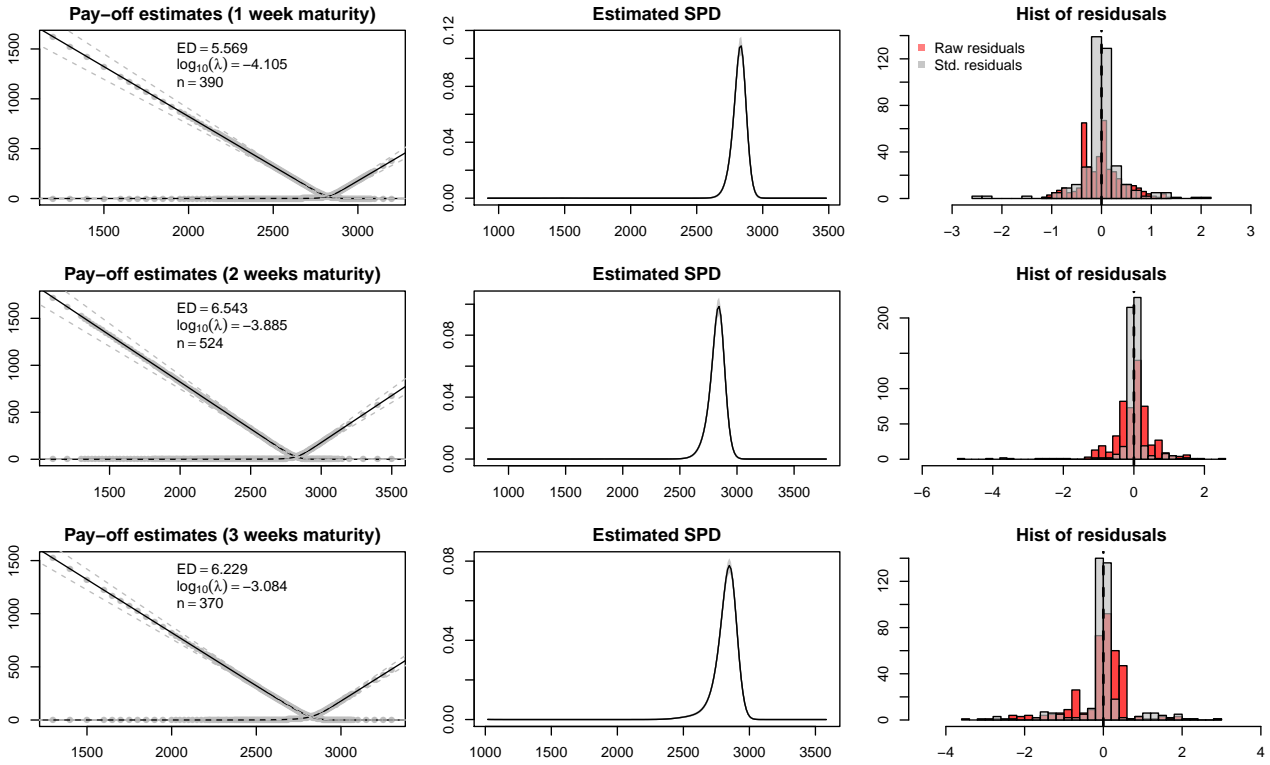 Pay−off estimates (1 week maturity)
Estimated SPD
Hist of residusals
ED = 5.569
log10(λ) = −4.105
n = 390
0 500 1000 1500
1500 2000 2500 3000
0.00 0.04 0.08 0.12
1000 1500 2000 2500 3000 3500
Raw residuals
Std. residuals
0 40 80 120
−3 −2 −1 0 1 2 3
Pay−off estimates (2 weeks maturity)
Estimated SPD
Hist of residusals
ED = 6.543
log10(λ) = −3.885
n = 524
0 500 1000 1500
1500 2000 2500 3000 3500
0.00 0.04 0.08
1000 1500 2000 2500 3000 3500
0 50 100 200
−6 −4 −2 0 2
Pay−off estimates (3 weeks maturity)
Estimated SPD
Hist of residusals
ED = 6.229
log10(λ) = −3.084
n = 370
0 500 1000 1500
1500 2000 2500 3000
0.00 0.04 0.08
1000 1500 2000 2500 3000 3500
0 40 80 120
−4 −2 0 2 4